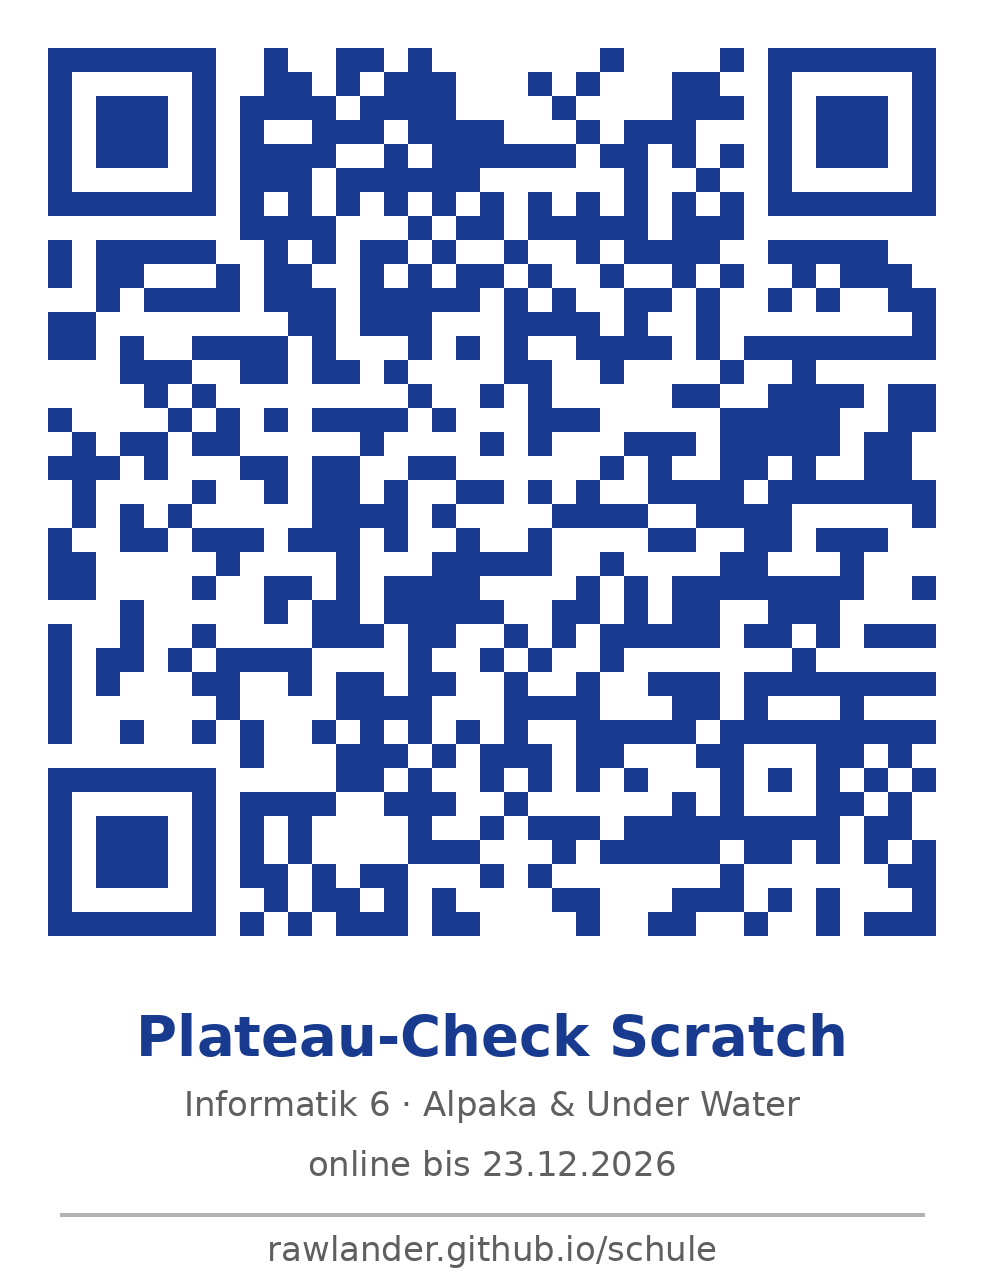 Plateau-Check Scratch
Informatik 6 · Alpaka & Under Water
online bis 23.12.2026
rawlander.github.io/schule